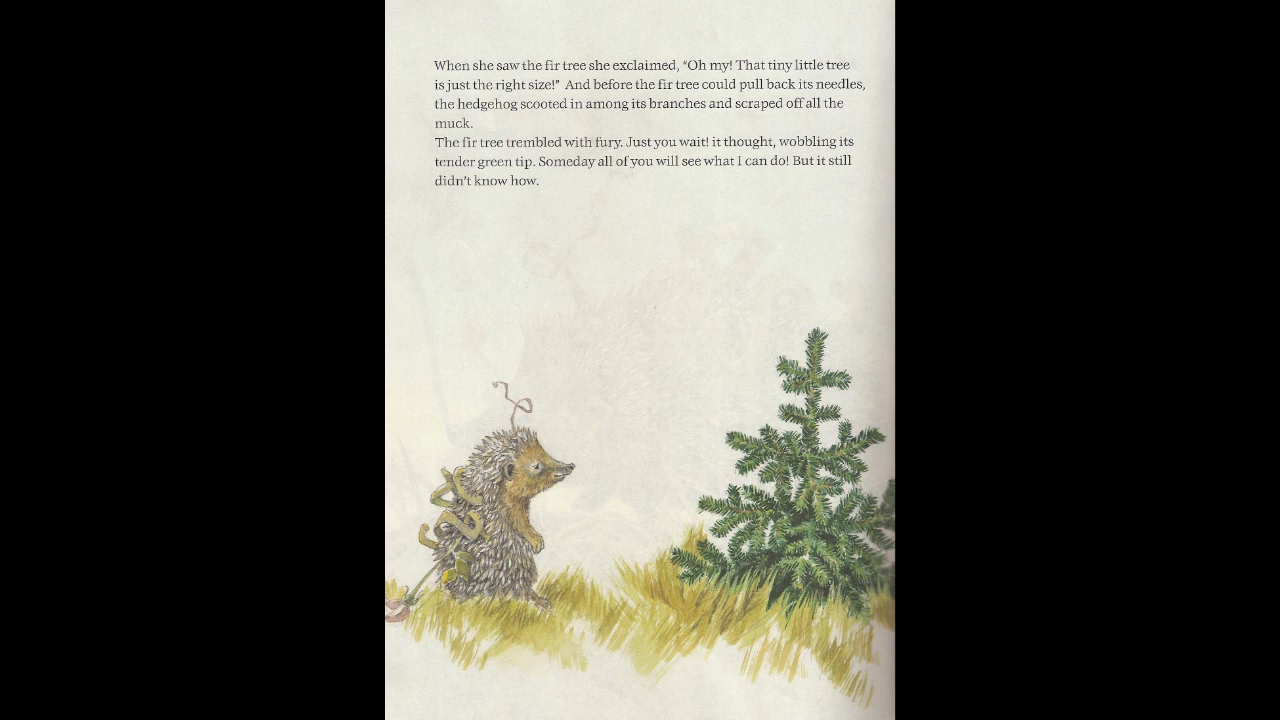 When she saw the fir tree she exclaimed, “Oh my! That tiny little tree
is just the right size!” And before the fir tree could pull back its needles,
the hedgehog scooted in among its branches and scraped off all the
muck.
The fir tree trembled with fury. Just you wait! it thought, wobbling its
tender green tip. Someday all of you will see what I can do! But it still
didn’t know how.